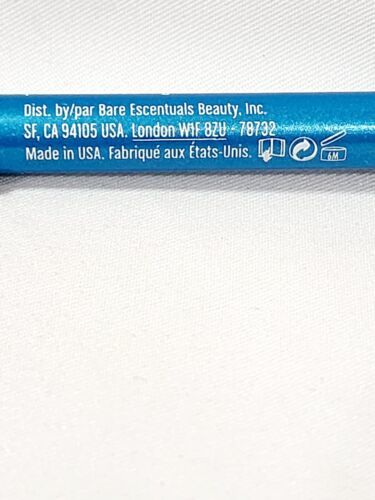 Dist. by/par Bare Escentuals Beauty, Inc.
SF, CA 94105 USA. London W1F 8ZU - 78732
Made in USA. Fabriqué aux États-Unis. 6M